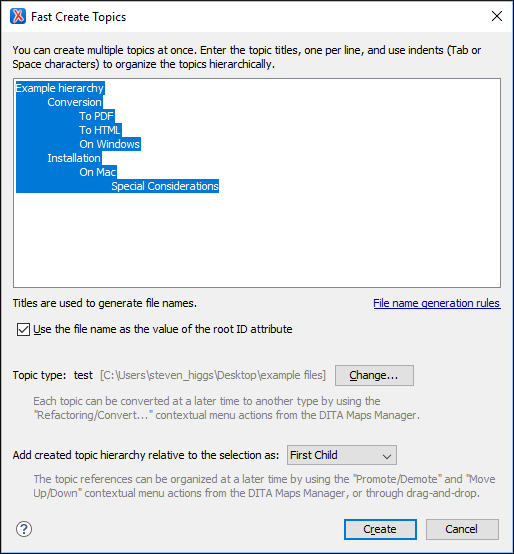 Fast Create Topics
You can create multiple topics at once. Enter the topic titles, one per line, and use indents (Tab or
Space characters) to organize the topics hierarchically.
Example hierarchy
Conversion
To PDF
To HTML
On Windows
Installation
On Mac
Special Considerations
Titles are used to generate file names.
File name generation rules
Use the file name as the value of the root ID attribute
Topic type: test [C:\Users\steven_higgs\Desktop\example files] Change...
Each topic can be converted at a later time to another type by using the
"Refactoring/Convert..." contextual menu actions from the DITA Maps Manager.
Add created topic hierarchy relative to the selection as: First Child
The topic references can be organized at a later time by using the "Promote/Demote" and "Move
Up/Down" contextual menu actions from the DITA Maps Manager, or through drag-and-drop.
? Create Cancel